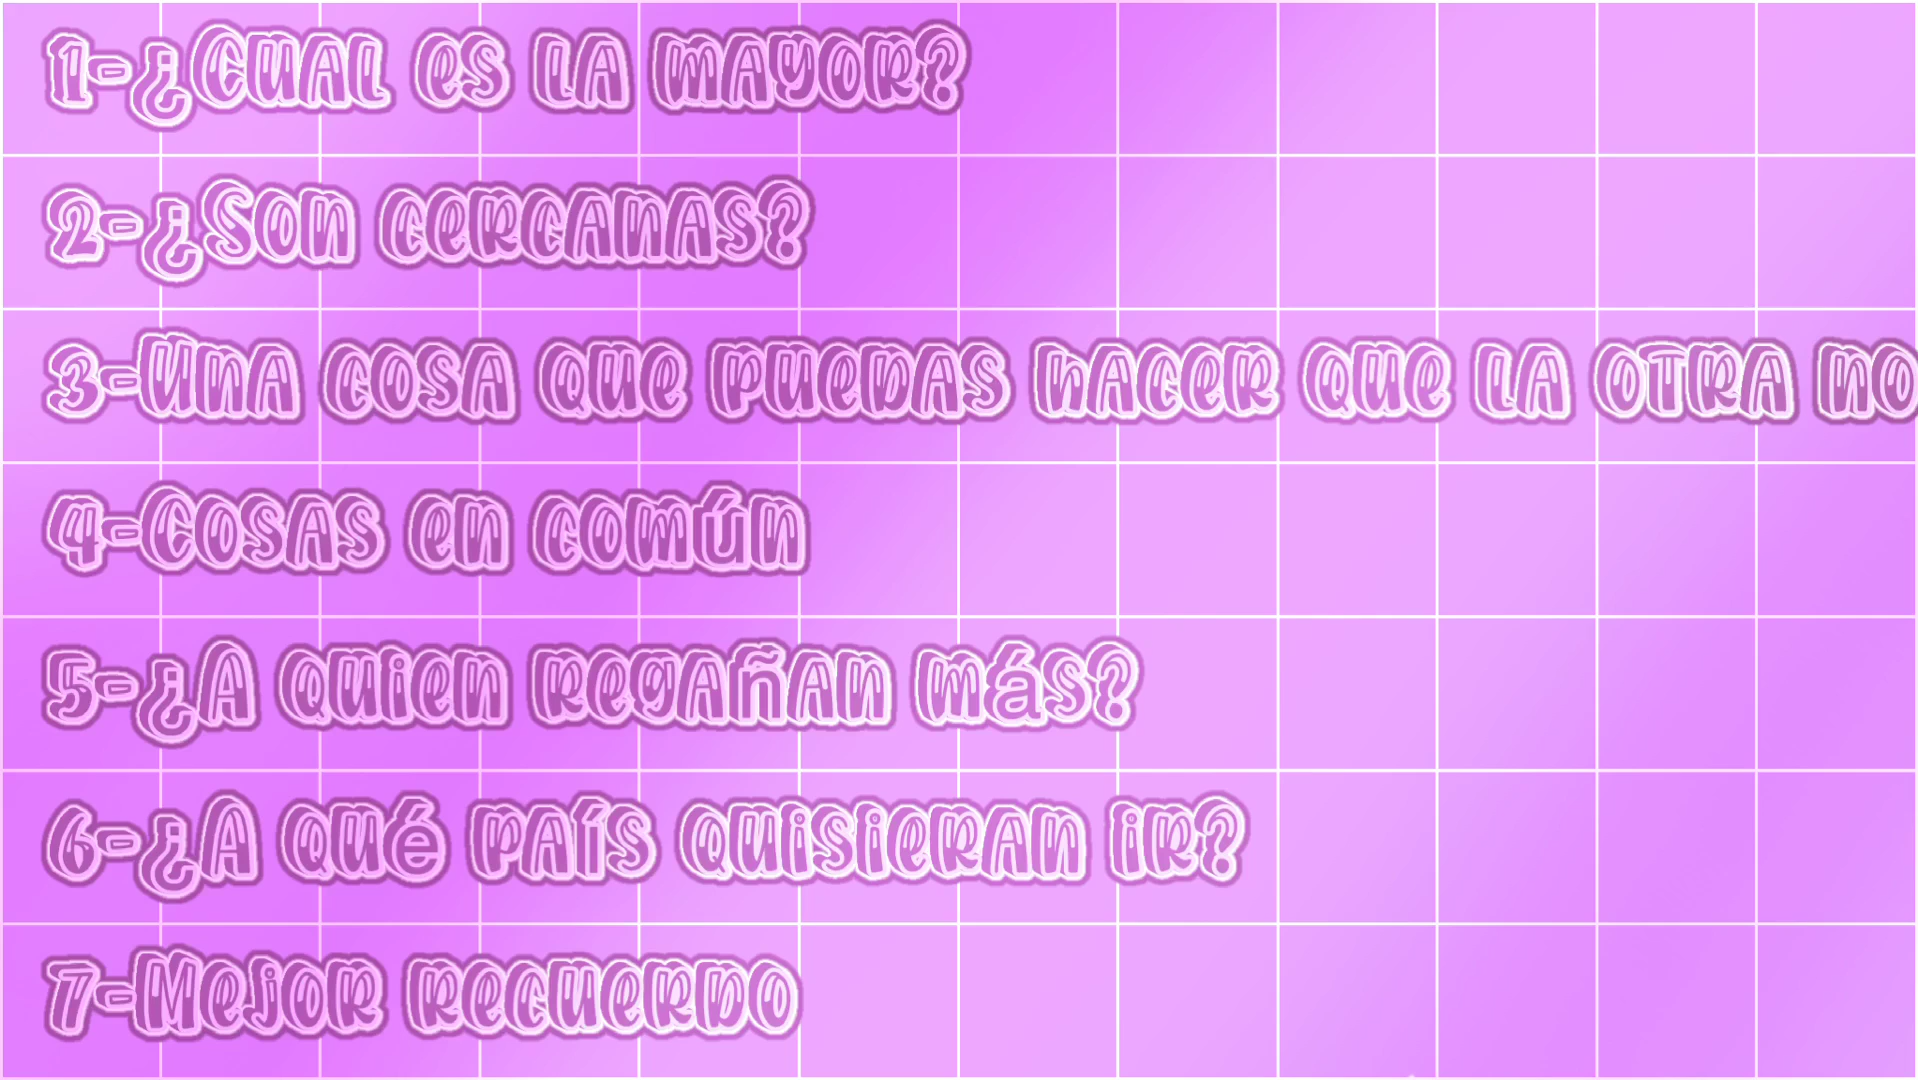 1-¿Cual es la mayor?
2-¿Son cercanas?
3-Una cosa que puedas hacer que la otra no
4-Cosas en común
5-¿A quien regañan más?
6-¿A qué país quisieran ir?
7-Mejor recuerdo